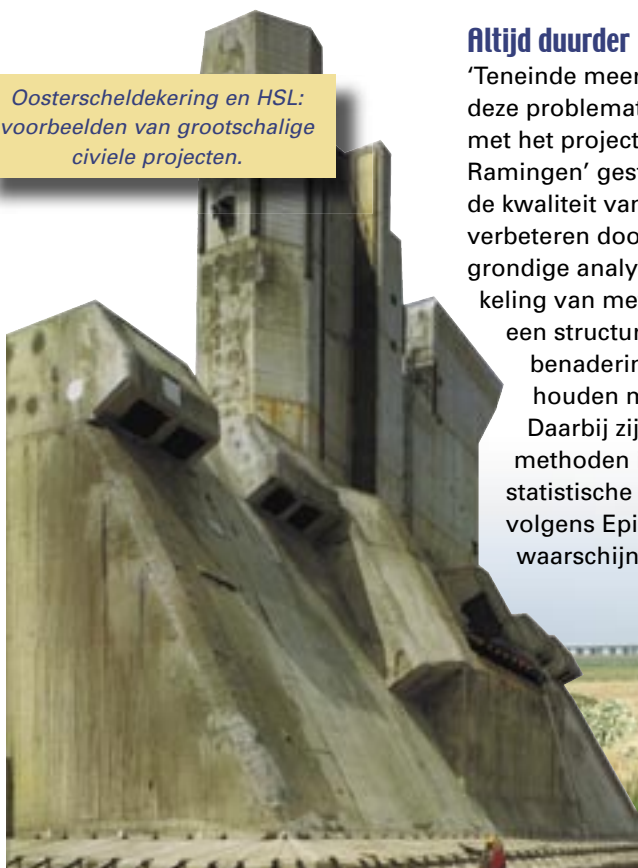 Oosterscheldekering en HSL:
voorbeelden van grootschalige
civiele projecten.
Altijd duurder
‘Teneinde meer
deze problemat
met het project
Ramingen’ gest
de kwaliteit van
verbeteren doo
grondige analy
keling van me
een structur
benaderin
houden n
Daarbij zij
methoden
statistische
volgens Epi
waarschijn